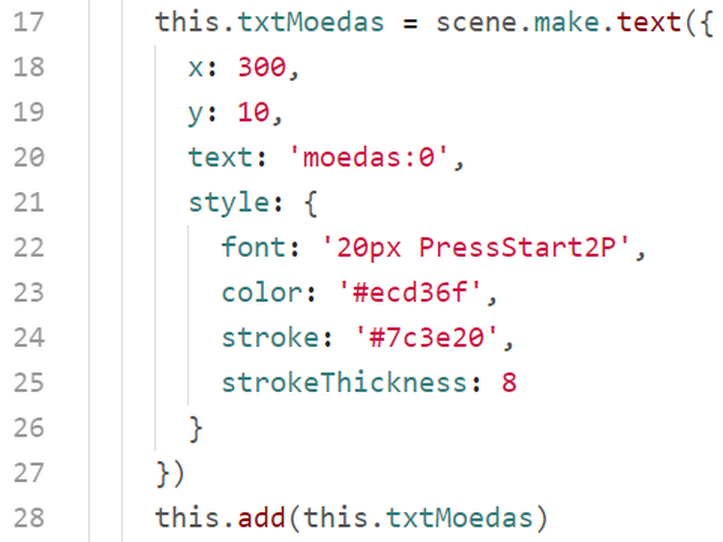 17 this.txtMoedas = scene.make.text({
18 x: 300,
19 y: 10,
20 text: 'moedas:0',
21 style: {
22 font: '20px PressStart2P',
23 color: '#ecd36f',
24 stroke: '#7c3e20',
25 strokeThickness: 8
26 }
27 })
28 this.add(this.txtMoedas)